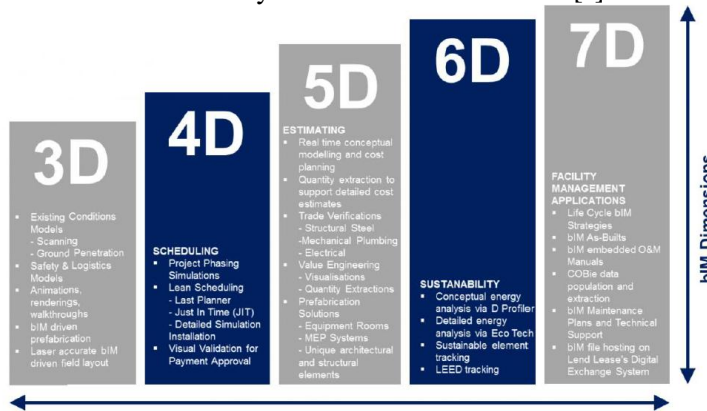 3D
Existing Conditions
Models
- Scanning
- Ground Penetration
Safety & Logistics
Models
Animations,
renderings,
walkthroughs
bIM driven
prefabrication
Laser accurate bIM
driven field layout
4D
SCHEDULING
Project Phasing
Simulations
Lean Scheduling
- Last Planner
- Just In Time (JIT)
- Detailed Simulation
Installation
Visual Validation for
Payment Approval
5D
ESTIMATING
Real time conceptual
modelling and cost
planning
Quantity extraction to
support detailed cost
estimates
Trade Verifications
- Structural Steel
-Mechanical Plumbing
- Electrical
Value Engineering
- Visualisations
- Quantity Extractions
Prefabrication
Solutions
- Equipment Rooms
- MEP Systems
- Unique architectural
and structural
elements
6D
SUSTANABILITY
Conceptual energy
analysis via D Profiler
Detailed energy
analysis via Eco Tech
Sustainable element
tracking
LEED tracking
7D
FACILITY
MANAGEMENT
APPLICATIONS
Life Cycle bIM
Strategies
bIM As-Builts
bIM embedded O&M
Manuals
COBie data
population and
extraction
bIM Maintenance
Plans and Technical
Support
bIM file hosting on
Lend Lease's Digital
Exchange System
bIM Dimensions